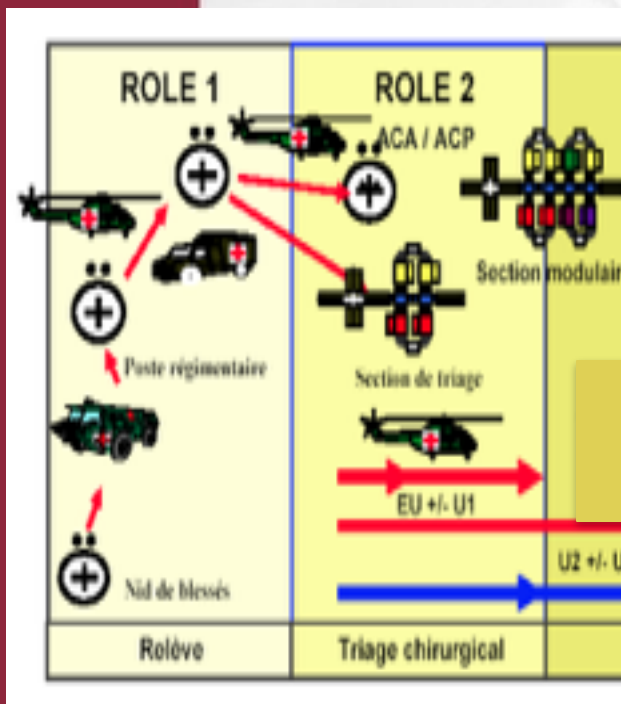 ROLE 1
ROLE 2
ACA / ACP
Section modulair
Poste régimentaire
Section de triage
EU +/- U1
U2 +/- U
Nid de blessés
Relève
Triage chirurgical